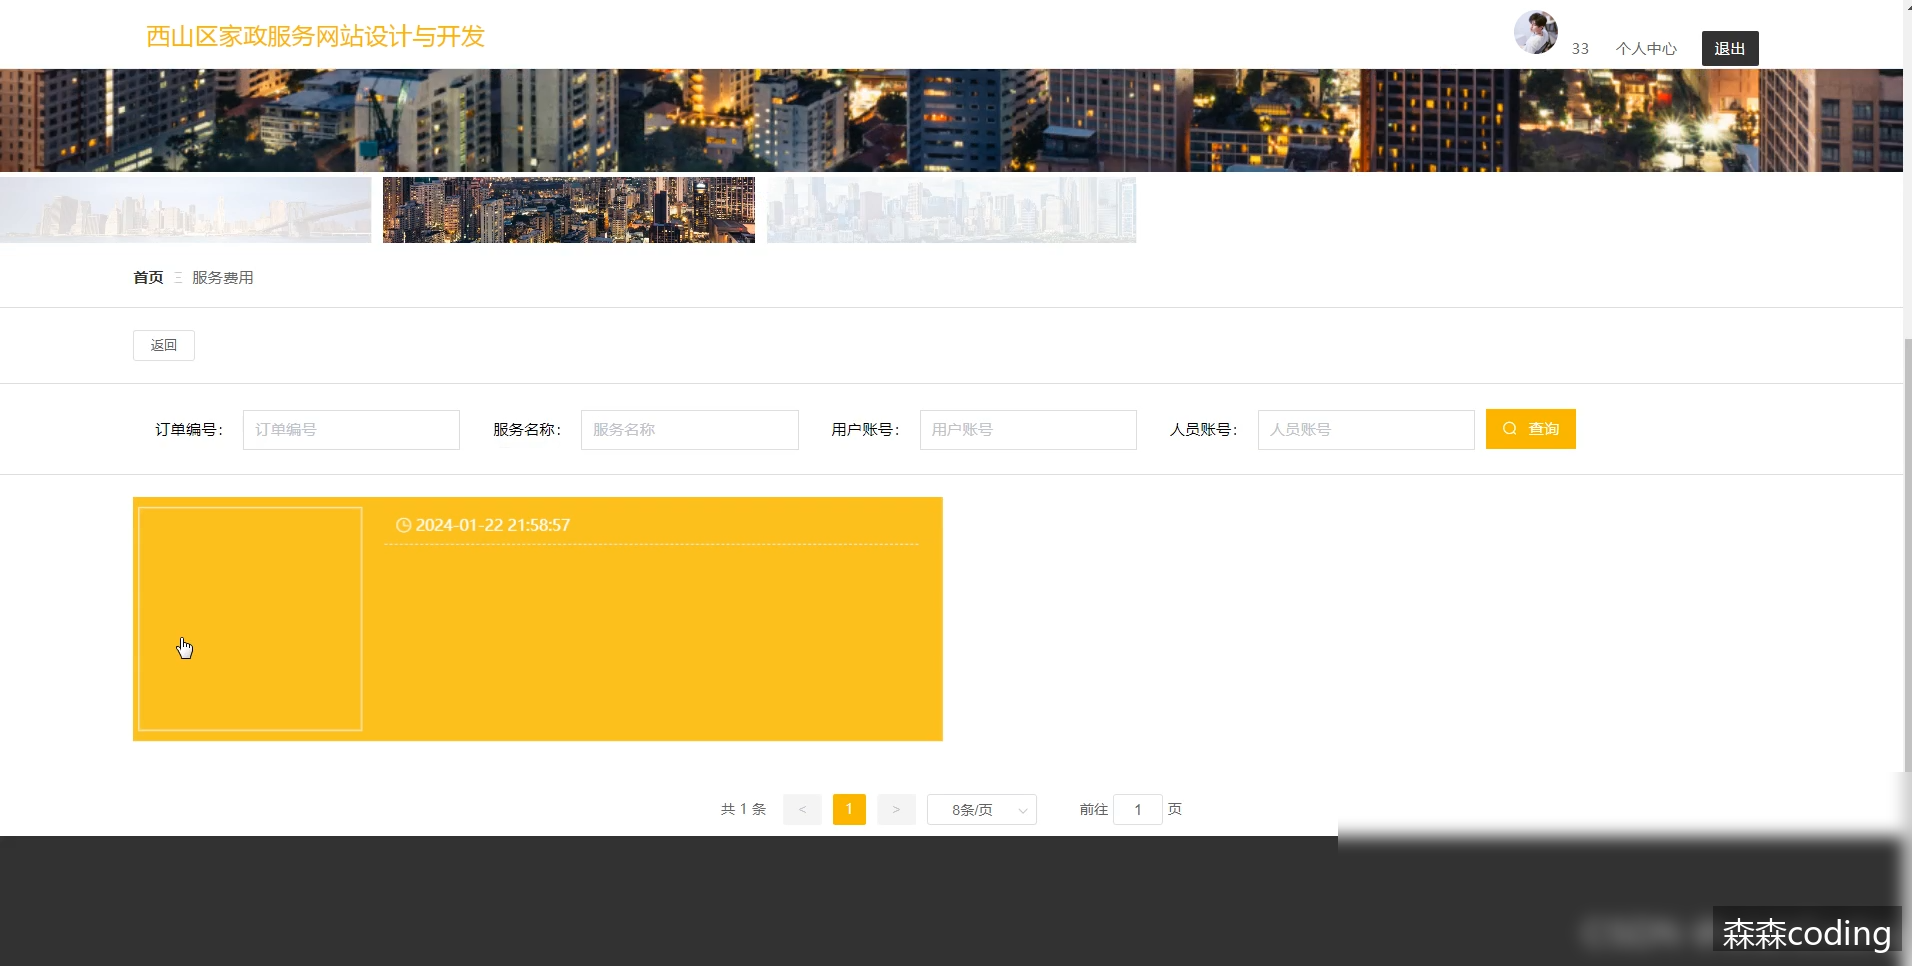 西山区家政服务网站设计与开发
33 个人中心 退出
首页 服务费用
返回
订单编号： 订单编号 服务名称： 服务名称 用户账号： 用户账号 人员账号： 人员账号 查询
2024-01-22 21:58:57
共 1 条 < 1 > 8条/页 前往 1 页
森森coding